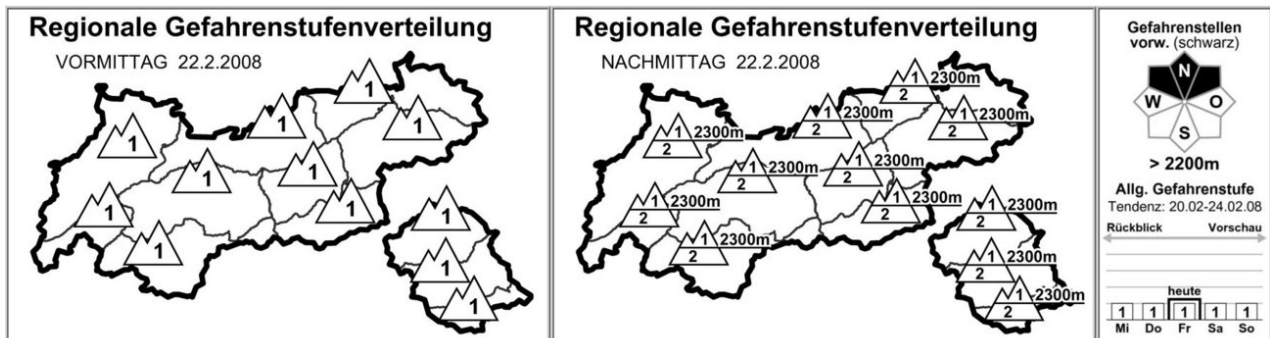 Regionale Gefahrenstufenverteilung
VORMITTAG 22.2.2008
1
1
1
1
1
1
1
1
1
1
1
1
Regionale Gefahrenstufenverteilung
NACHMITTAG 22.2.2008
1 2300m
2
1 2300m
2
1 2300m
2
1 2300m
2
1 2300m
2
1 2300m
2
1 2300m
2
1 2300m
2
1 2300m
2
1 2300m
2
1 2300m
2
1 2300m
2
Gefahrenstellen
vorw. (schwarz)
N
W O
S
> 2200m
Allg. Gefahrenstufe
Tendenz: 20.02-24.02.08
Rückblick Vorschau
heute
1 1 1 1 1
Mi Do Fr Sa So